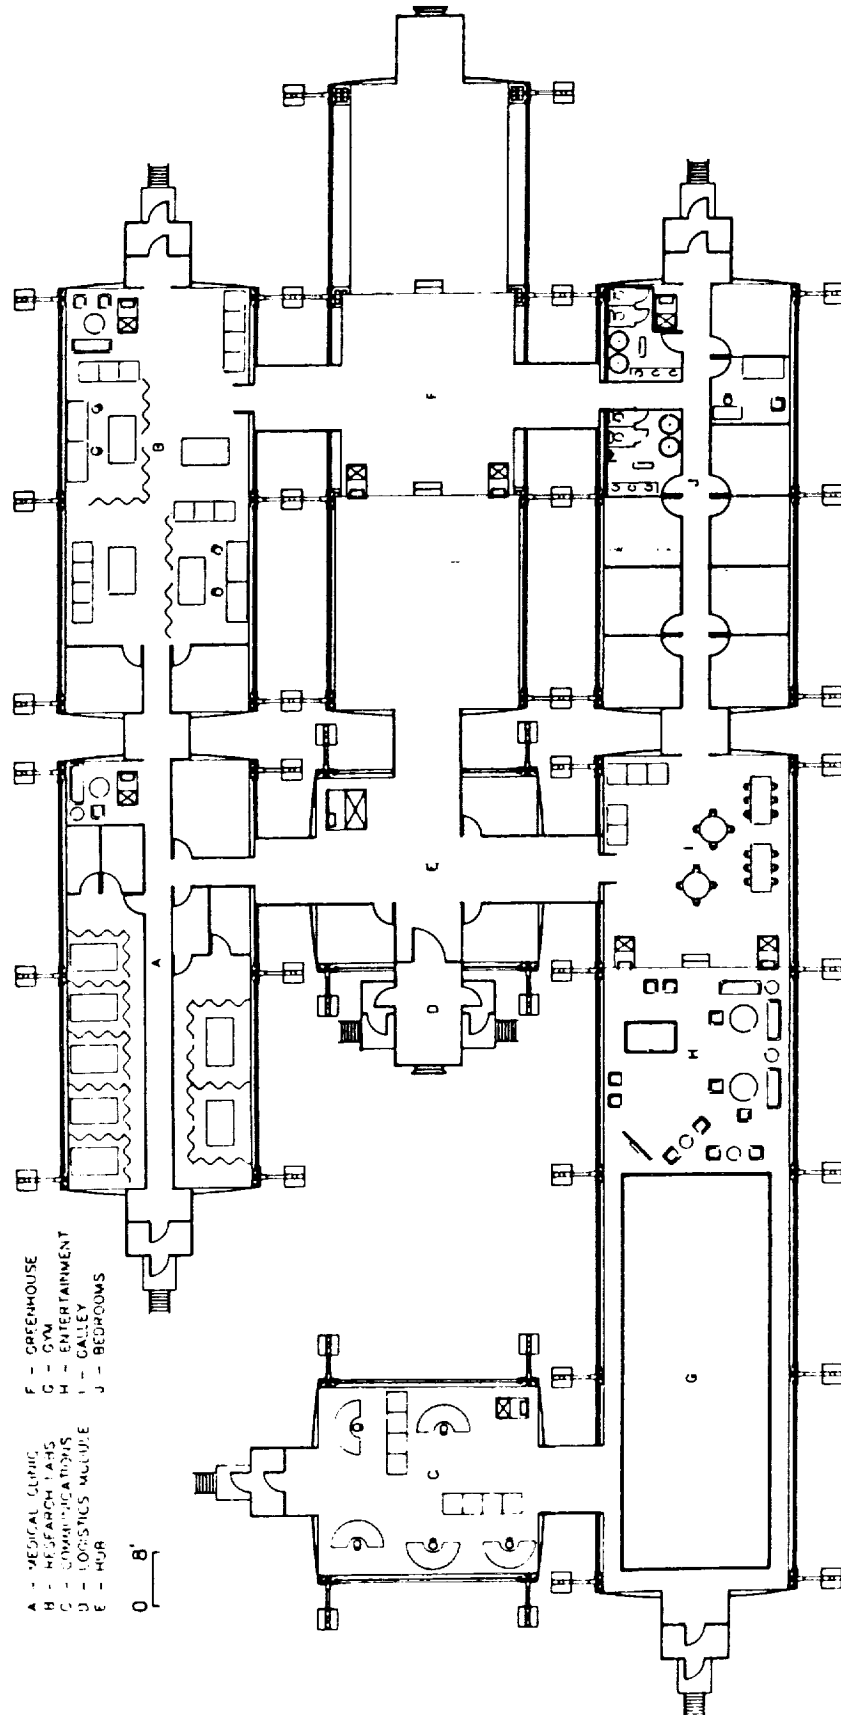 A - MEDICAL CLINIC
B - RESEARCH LABS
C - COMMUNICATIONS
D - LOGISTICS MODULE
E - HUB
F - GREENHOUSE
G - GYM
H - ENTERTAINMENT
I - GALLEY
J - BEDROOMS
0 8'
A
B
C
D
E
F
G
H
I
J